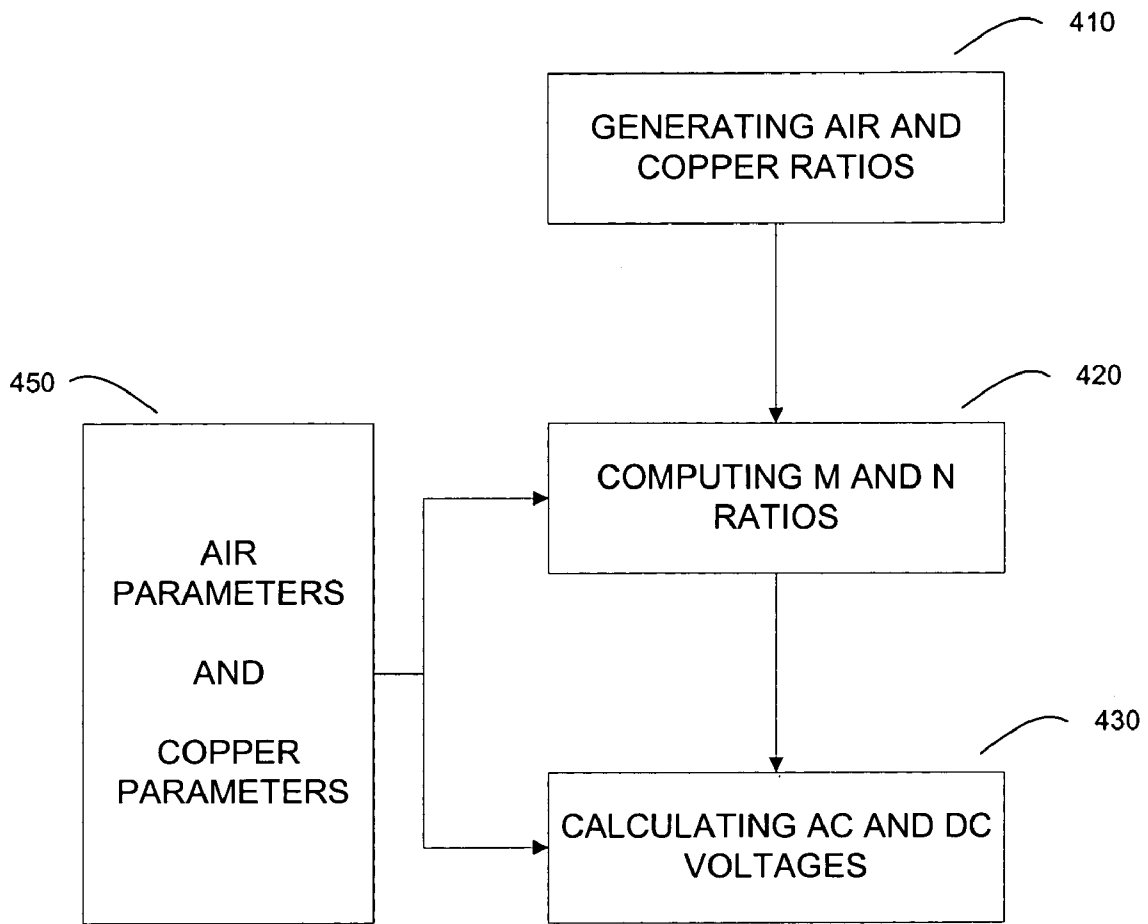 410
GENERATING AIR AND
COPPER RATIOS
420
COMPUTING M AND N
RATIOS
450
AIR
PARAMETERS
AND
COPPER
PARAMETERS
430
CALCULATING AC AND DC
VOLTAGES